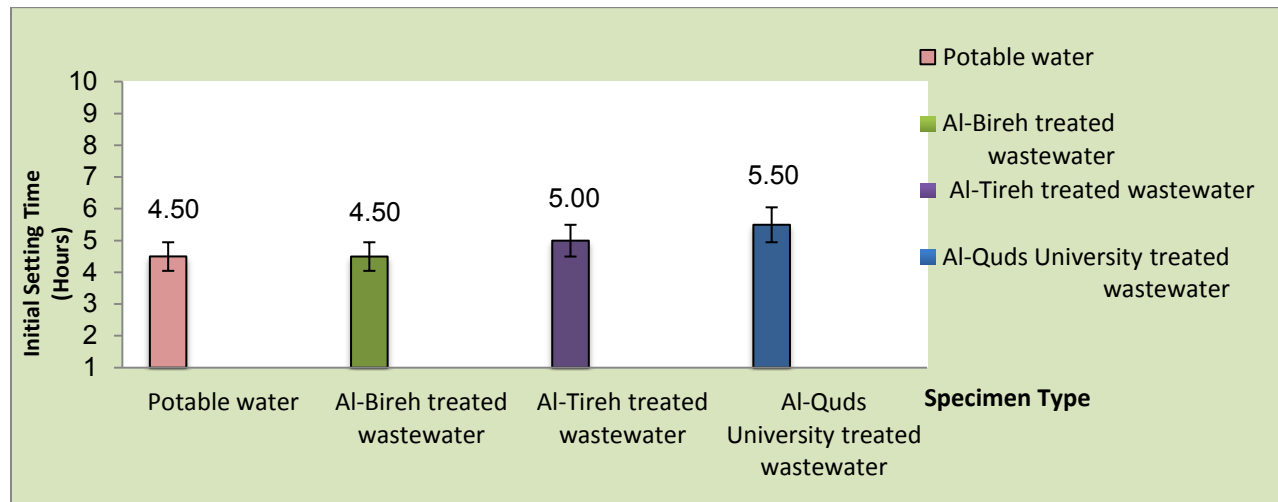 Initial Setting Time
(Hours)
10
9
8
7
6
5
4
3
2
1
4.50
4.50
5.00
5.50
Potable water
Al-Bireh treated
wastewater
Al-Tireh treated
wastewater
Al-Quds
University treated
wastewater
Specimen Type
Potable water
Al-Bireh treated
wastewater
Al-Tireh treated wastewater
Al-Quds University treated
wastewater